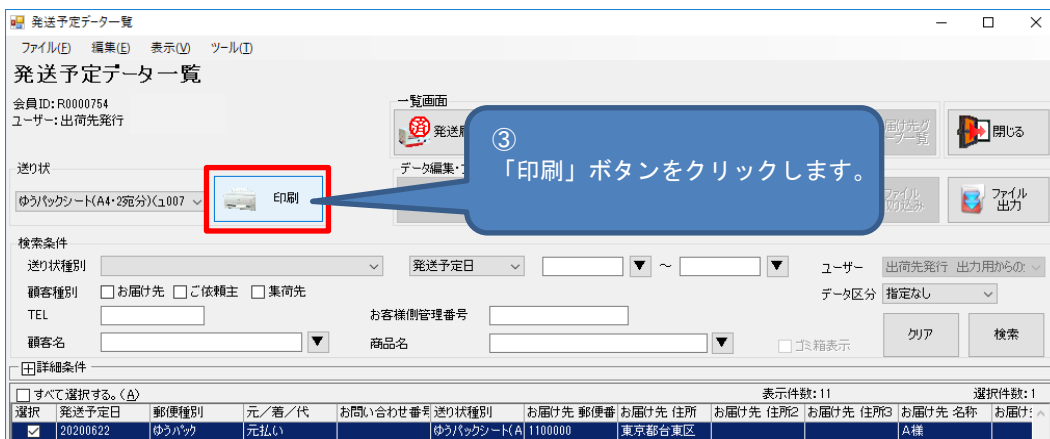 発送予定データ一覧
ファイル(F) 編集(E) 表示(V) ツール(T)
発送予定データ一覧
会員ID: R0000754
ユーザー: 出荷先発行
一覧画面
発送
閉じる
③
「印刷」ボタンをクリックします。
送り状
ゆうパックシート(A4・2宛分)(ュ007
印刷
データ編集・
ファイル
出力
検索条件
送り状種別
発送予定日
～
ユーザー 出荷先発行 出力用からの
顧客種別 お届け先 ご依頼主 集荷先
データ区分 指定なし
TEL
お客様側管理番号
顧客名
商品名
ゴミ箱表示
クリア
検索
詳細条件
すべて選択する。(A)
表示件数: 11
選択件数: 1
選択 発送予定日 郵便種別 元／着／代 お問い合わせ番号 送り状種別 お届け先 郵便番 お届け先 住所 お届け先 住所2 お届け先 住所3 お届け先 名称 お届け
20200622 ゆうパック 元払い ゆうパックシート(A 1100000 東京都台東区 A様